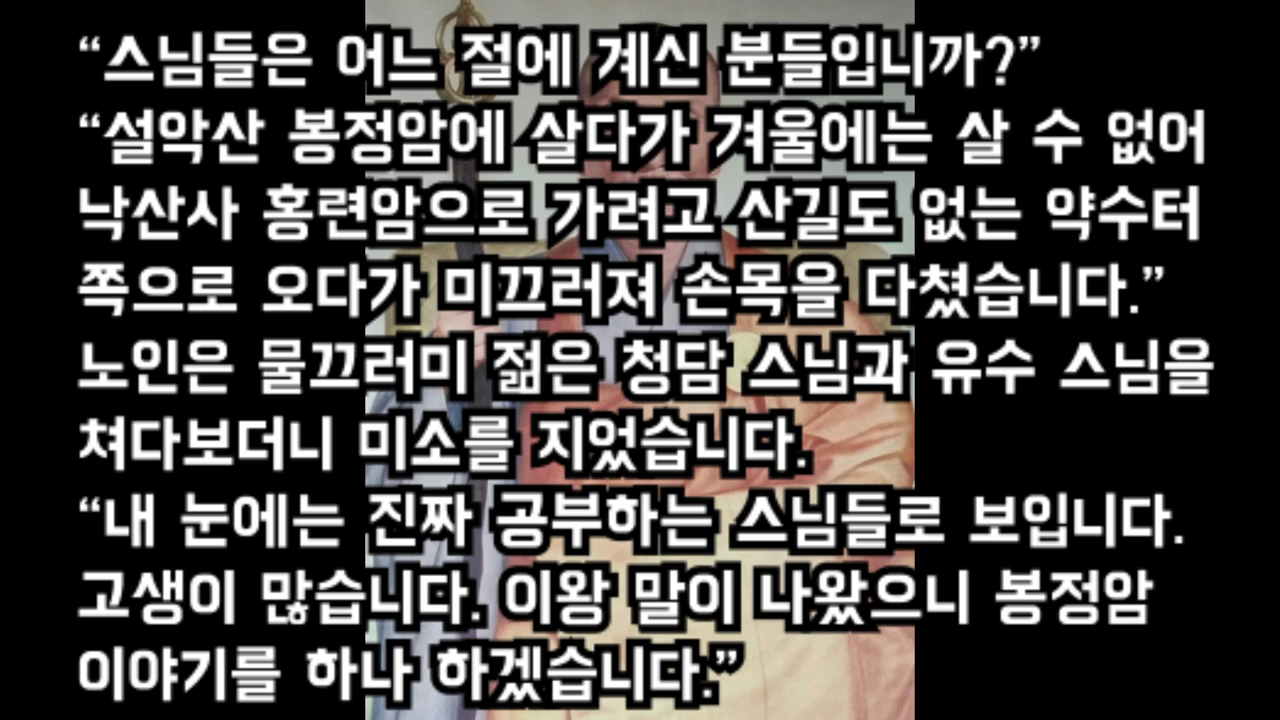 “스님들은 어느 절에 계신 분들입니까?”
“설악산 봉정암에 살다가 겨울에는 살 수 없어
낙산사 홍련암으로 가려고 산길도 없는 약수터
쪽으로 오다가 미끄러져 손목을 다쳤습니다.”
노인은 물끄러미 젊은 청담 스님과 유수 스님을
쳐다보더니 미소를 지었습니다.
“내 눈에는 진짜 공부하는 스님들로 보입니다.
고생이 많습니다. 이왕 말이 나왔으니 봉정암
이야기를 하나 하겠습니다.”